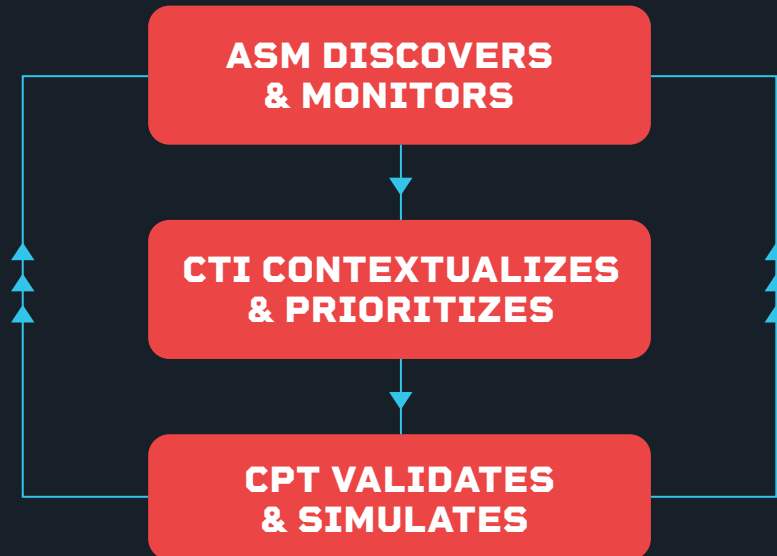 ASM DISCOVERS
& MONITORS
CTI CONTEXTUALIZES
& PRIORITIZES
CPT VALIDATES
& SIMULATES